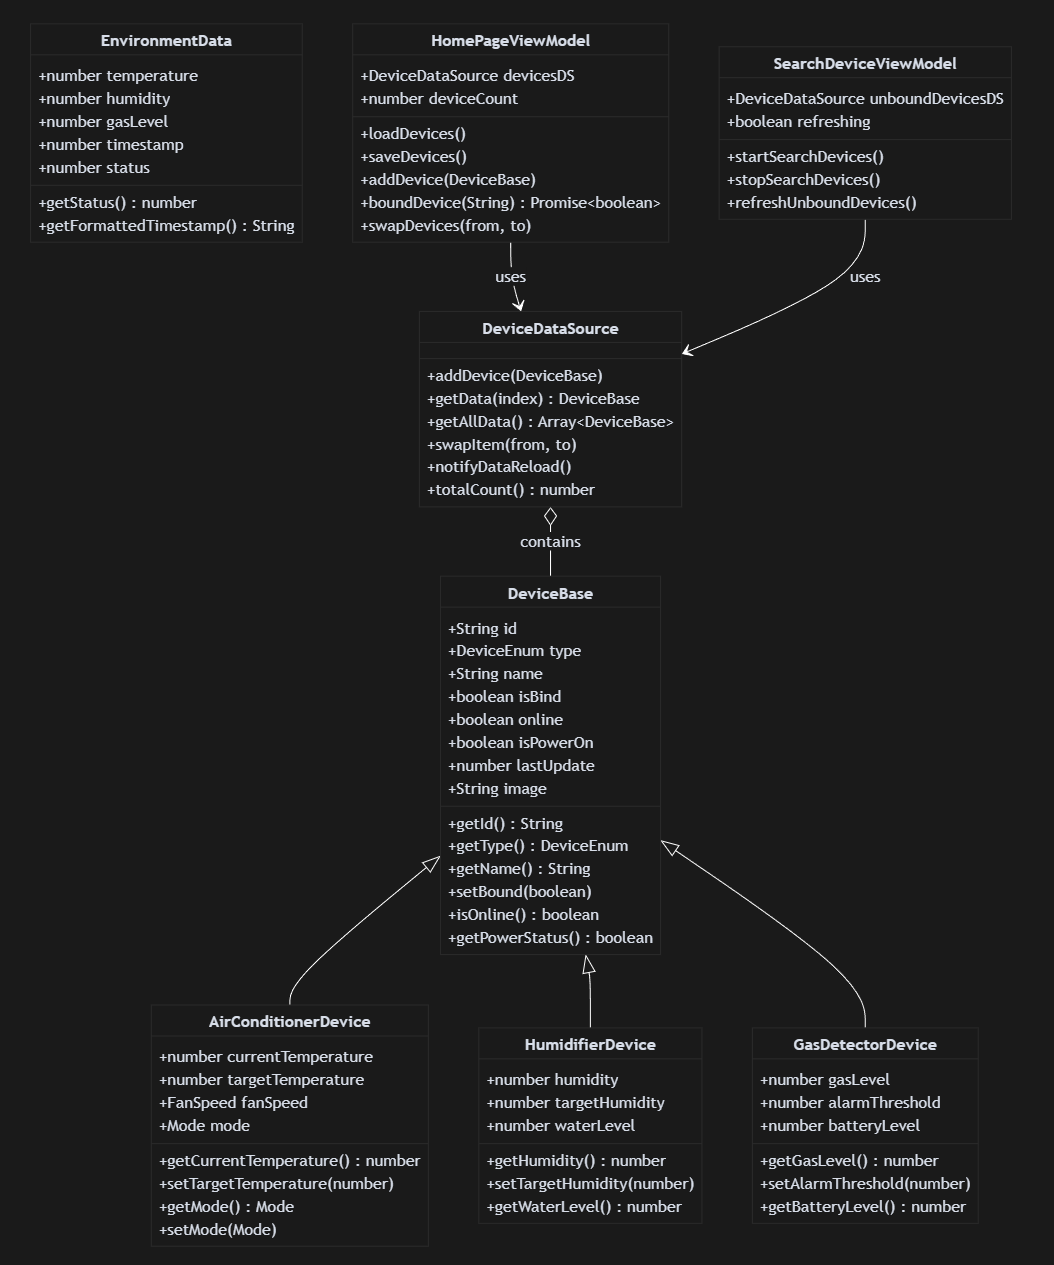 EnvironmentData
+number temperature
+number humidity
+number gasLevel
+number timestamp
+number status
+getStatus() : number
+getFormattedTimestamp() : String
HomePageViewModel
+DeviceDataSource devicesDS
+number deviceCount
+loadDevices()
+saveDevices()
+addDevice(DeviceBase)
+boundDevice(String) : Promise<boolean>
+swapDevices(from, to)
SearchDeviceViewModel
+DeviceDataSource unboundDevicesDS
+boolean refreshing
+startSearchDevices()
+stopSearchDevices()
+refreshUnboundDevices()
uses
uses
DeviceDataSource
+addDevice(DeviceBase)
+getData(index) : DeviceBase
+getAllData() : Array<DeviceBase>
+swapItem(from, to)
+notifyDataReload()
+totalCount() : number
contains
DeviceBase
+String id
+DeviceEnum type
+String name
+boolean isBind
+boolean online
+boolean isPowerOn
+number lastUpdate
+String image
+getId() : String
+getType() : DeviceEnum
+getName() : String
+setBound(boolean)
+isOnline() : boolean
+getPowerStatus() : boolean
AirConditionerDevice
+number currentTemperature
+number targetTemperature
+FanSpeed fanSpeed
+Mode mode
+getCurrentTemperature() : number
+setTargetTemperature(number)
+getMode() : Mode
+setMode(Mode)
HumidifierDevice
+number humidity
+number targetHumidity
+number waterLevel
+getHumidity() : number
+setTargetHumidity(number)
+getWaterLevel() : number
GasDetectorDevice
+number gasLevel
+number alarmThreshold
+number batteryLevel
+getGasLevel() : number
+setAlarmThreshold(number)
+getBatteryLevel() : number